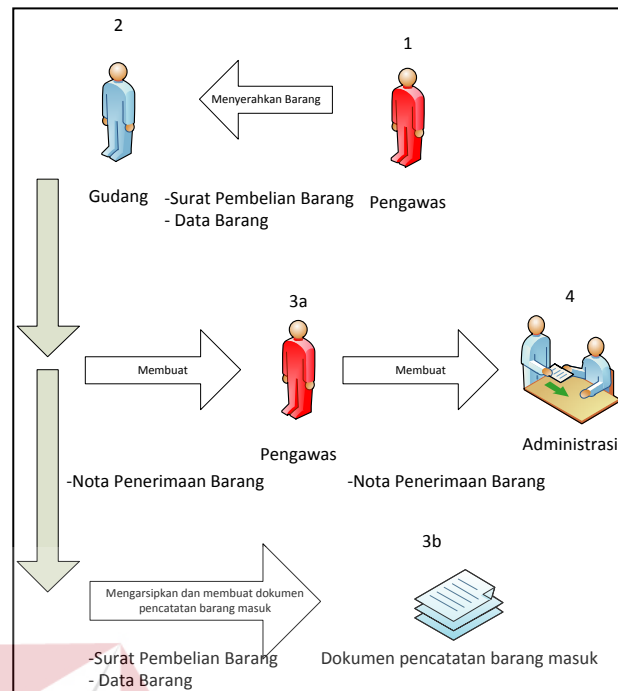 2
1
Menyerahkan Barang
Gudang
-Surat Pembelian Barang
- Data Barang
Pengawas
3a
4
Membuat
Membuat
Pengawas
Administrasi
-Nota Penerimaan Barang
-Nota Penerimaan Barang
3b
Mengarsipkan dan membuat dokumen
pencatatan barang masuk
-Surat Pembelian Barang
- Data Barang
Dokumen pencatatan barang masuk